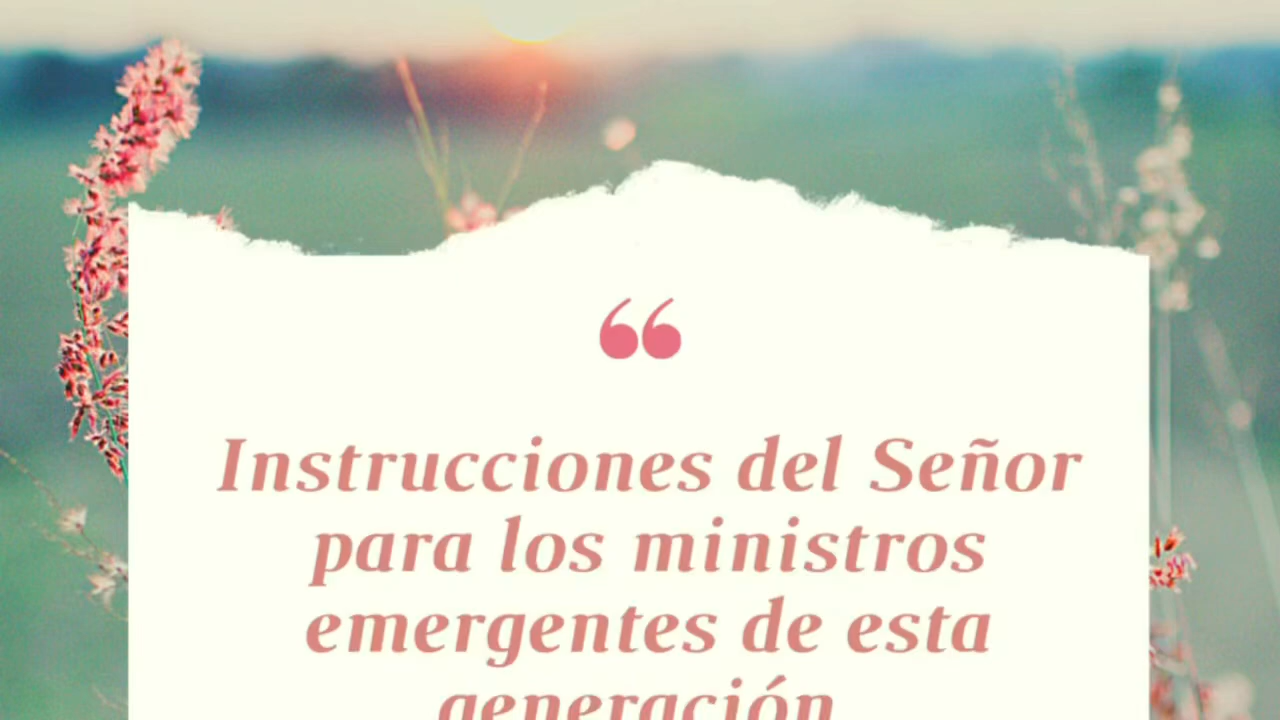 “
Instrucciones del Señor
para los ministros
emergentes de esta
generación